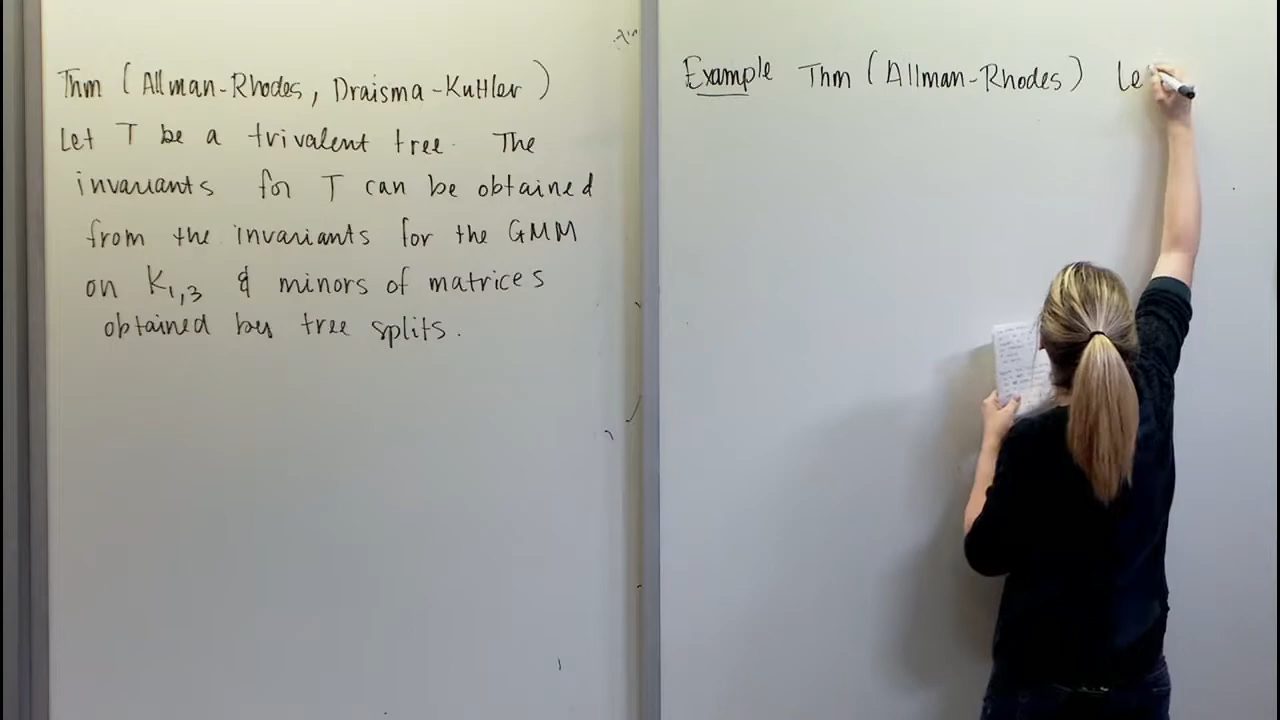 Thm (Allman-Rhodes, Draisma-Kuttler)
Let T be a trivalent tree. The
invariants for T can be obtained
from the invariants for the GMM
on K1,3 & minors of matrices
obtained by tree splits.
Example Thm (Allman-Rhodes) Le